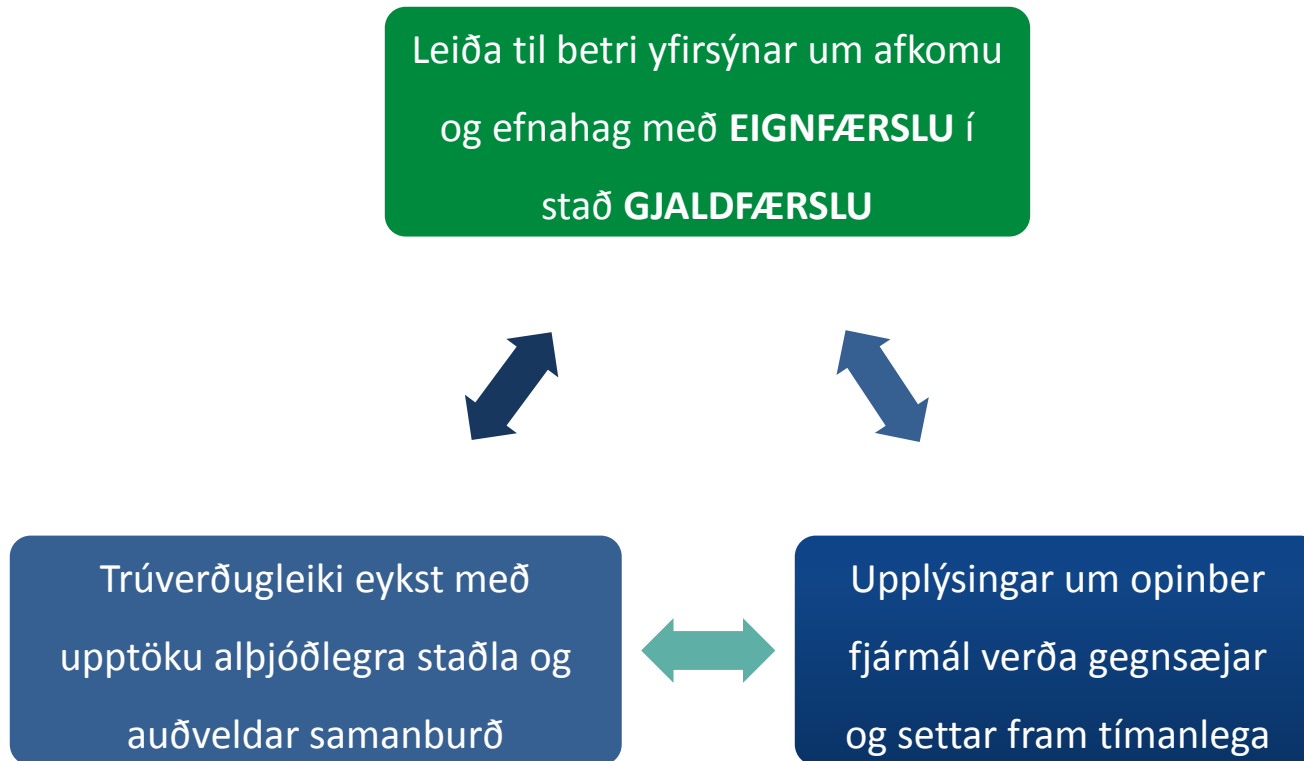 Leiða til betri yfirsýnar um afkomu
og efnahag með EIGNFÆRSLU í
stað GJALDFÆRSLU
Trúverðugleiki eykst með
upptöku alþjóðlegra staðla og
auðveldar samanburð
Upplýsingar um opinber
fjármál verða gegnsæjar
og settar fram tímanlega